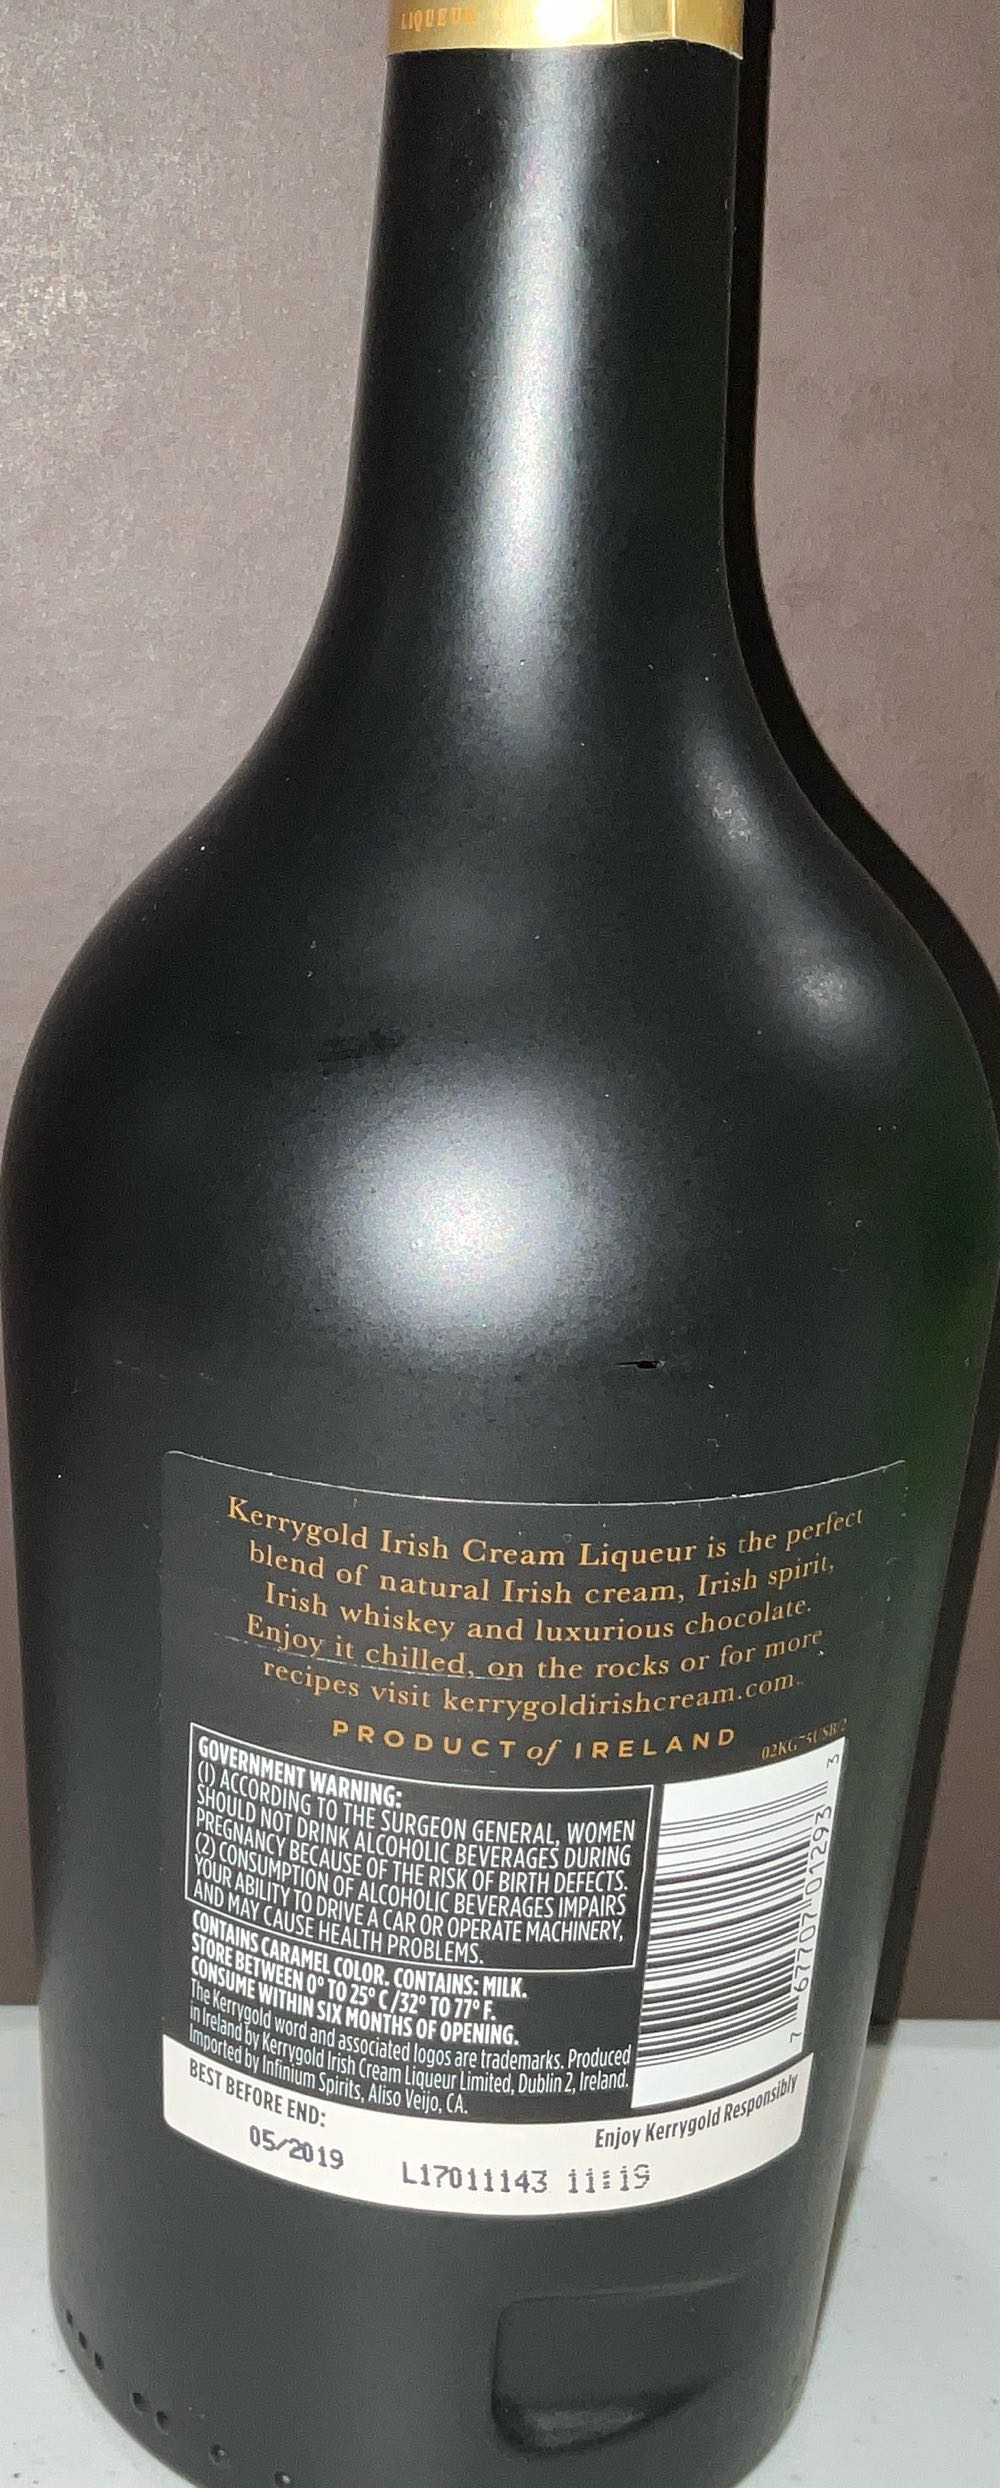 LIQUEUR
Kerrygold Irish Cream Liqueur is the perfect
blend of natural Irish cream, Irish spirit,
Irish whiskey and luxurious chocolate.
Enjoy it chilled, on the rocks or for more
recipes visit kerrygoldirishcream.com.
PRODUCT of IRELAND
GOVERNMENT WARNING:
(1) ACCORDING TO THE SURGEON GENERAL, WOMEN
SHOULD NOT DRINK ALCOHOLIC BEVERAGES DURING
PREGNANCY BECAUSE OF THE RISK OF BIRTH DEFECTS.
(2) CONSUMPTION OF ALCOHOLIC BEVERAGES IMPAIRS
YOUR ABILITY TO DRIVE A CAR OR OPERATE MACHINERY,
AND MAY CAUSE HEALTH PROBLEMS.
CONTAINS CARAMEL COLOR. CONTAINS: MILK.
STORE BETWEEN 0° TO 25° C/32° TO 77° F.
CONSUME WITHIN SIX MONTHS OF OPENING.
The Kerrygold word and associated logos are trademarks. Produced
in Ireland by Kerrygold Irish Cream Liqueur Limited, Dublin 2, Ireland.
Imported by Infinium Spirits, Aliso Veijo, CA.
7 67707 01293 3
BEST BEFORE END:
Enjoy Kerrygold Responsibly
05/2019
L17011143 11:19